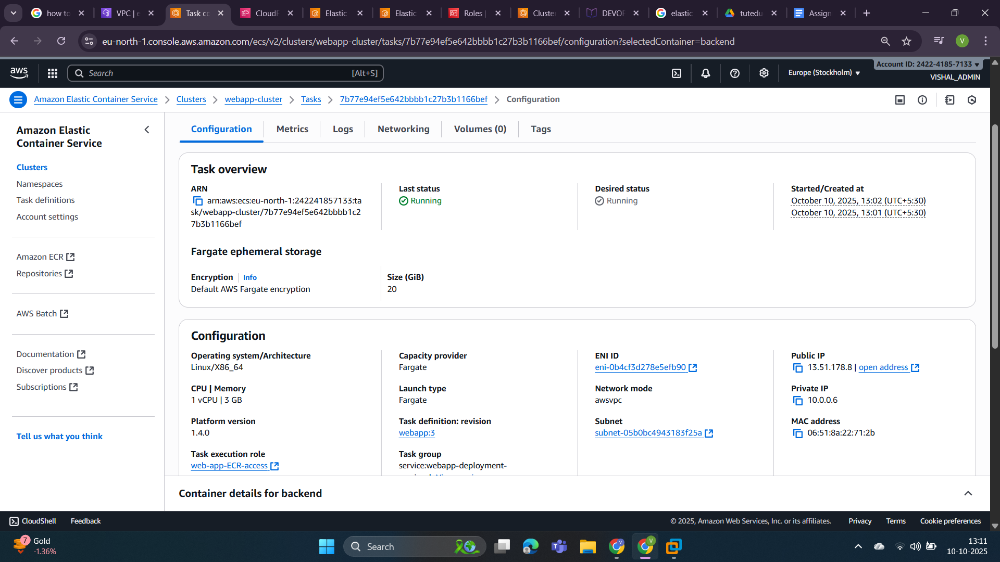 how to
VPC | e
Task co
CloudF
Elastic
Elastic
Roles |
Cluster
DEVOP
elastic
tutedu
Assign
eu-north-1.console.aws.amazon.com/ecs/v2/clusters/webapp-cluster/tasks/7b77e94ef5e642bbbb1c27b3b1166bef/configuration?selectedContainer=backend
V
aws
Search
[Alt+S]
Europe (Stockholm)
Account ID: 2422-4185-7133
VISHAL_ADMIN
Amazon Elastic Container Service
Clusters
webapp-cluster
Tasks
7b77e94ef5e642bbbb1c27b3b1166bef
Configuration
Amazon Elastic
Container Service
Clusters
Namespaces
Task definitions
Account settings
Amazon ECR
Repositories
AWS Batch
Documentation
Discover products
Subscriptions
Tell us what you think
Configuration
Metrics
Logs
Networking
Volumes (0)
Tags
Task overview
ARN
arn:aws:ecs:eu-north-1:242241857133:ta
sk/webapp-cluster/7b77e94ef5e642bbbb1c2
7b3b1166bef
Last status
Running
Desired status
Running
Started/Created at
October 10, 2025, 13:02 (UTC+5:30)
October 10, 2025, 13:01 (UTC+5:30)
Fargate ephemeral storage
Encryption
Info
Default AWS Fargate encryption
Size (GiB)
20
Configuration
Operating system/Architecture
Linux/X86_64
CPU | Memory
1 vCPU | 3 GB
Platform version
1.4.0
Task execution role
web-app-ECR-access
Capacity provider
Fargate
Launch type
Fargate
Task definition: revision
webapp:3
Task group
service:webapp-deployment-
ENI ID
eni-0b4cf3d278e5efb90
Network mode
awsvpc
Subnet
subnet-05b0bc4943183f25a
Public IP
13.51.178.8 | open address
Private IP
10.0.0.6
MAC address
06:51:8a:22:71:2b
Container details for backend
CloudShell
Feedback
© 2025, Amazon Web Services, Inc. or its affiliates.
Privacy
Terms
Cookie preferences
7
Gold
-1.36%
Search
13:11
10-10-2025